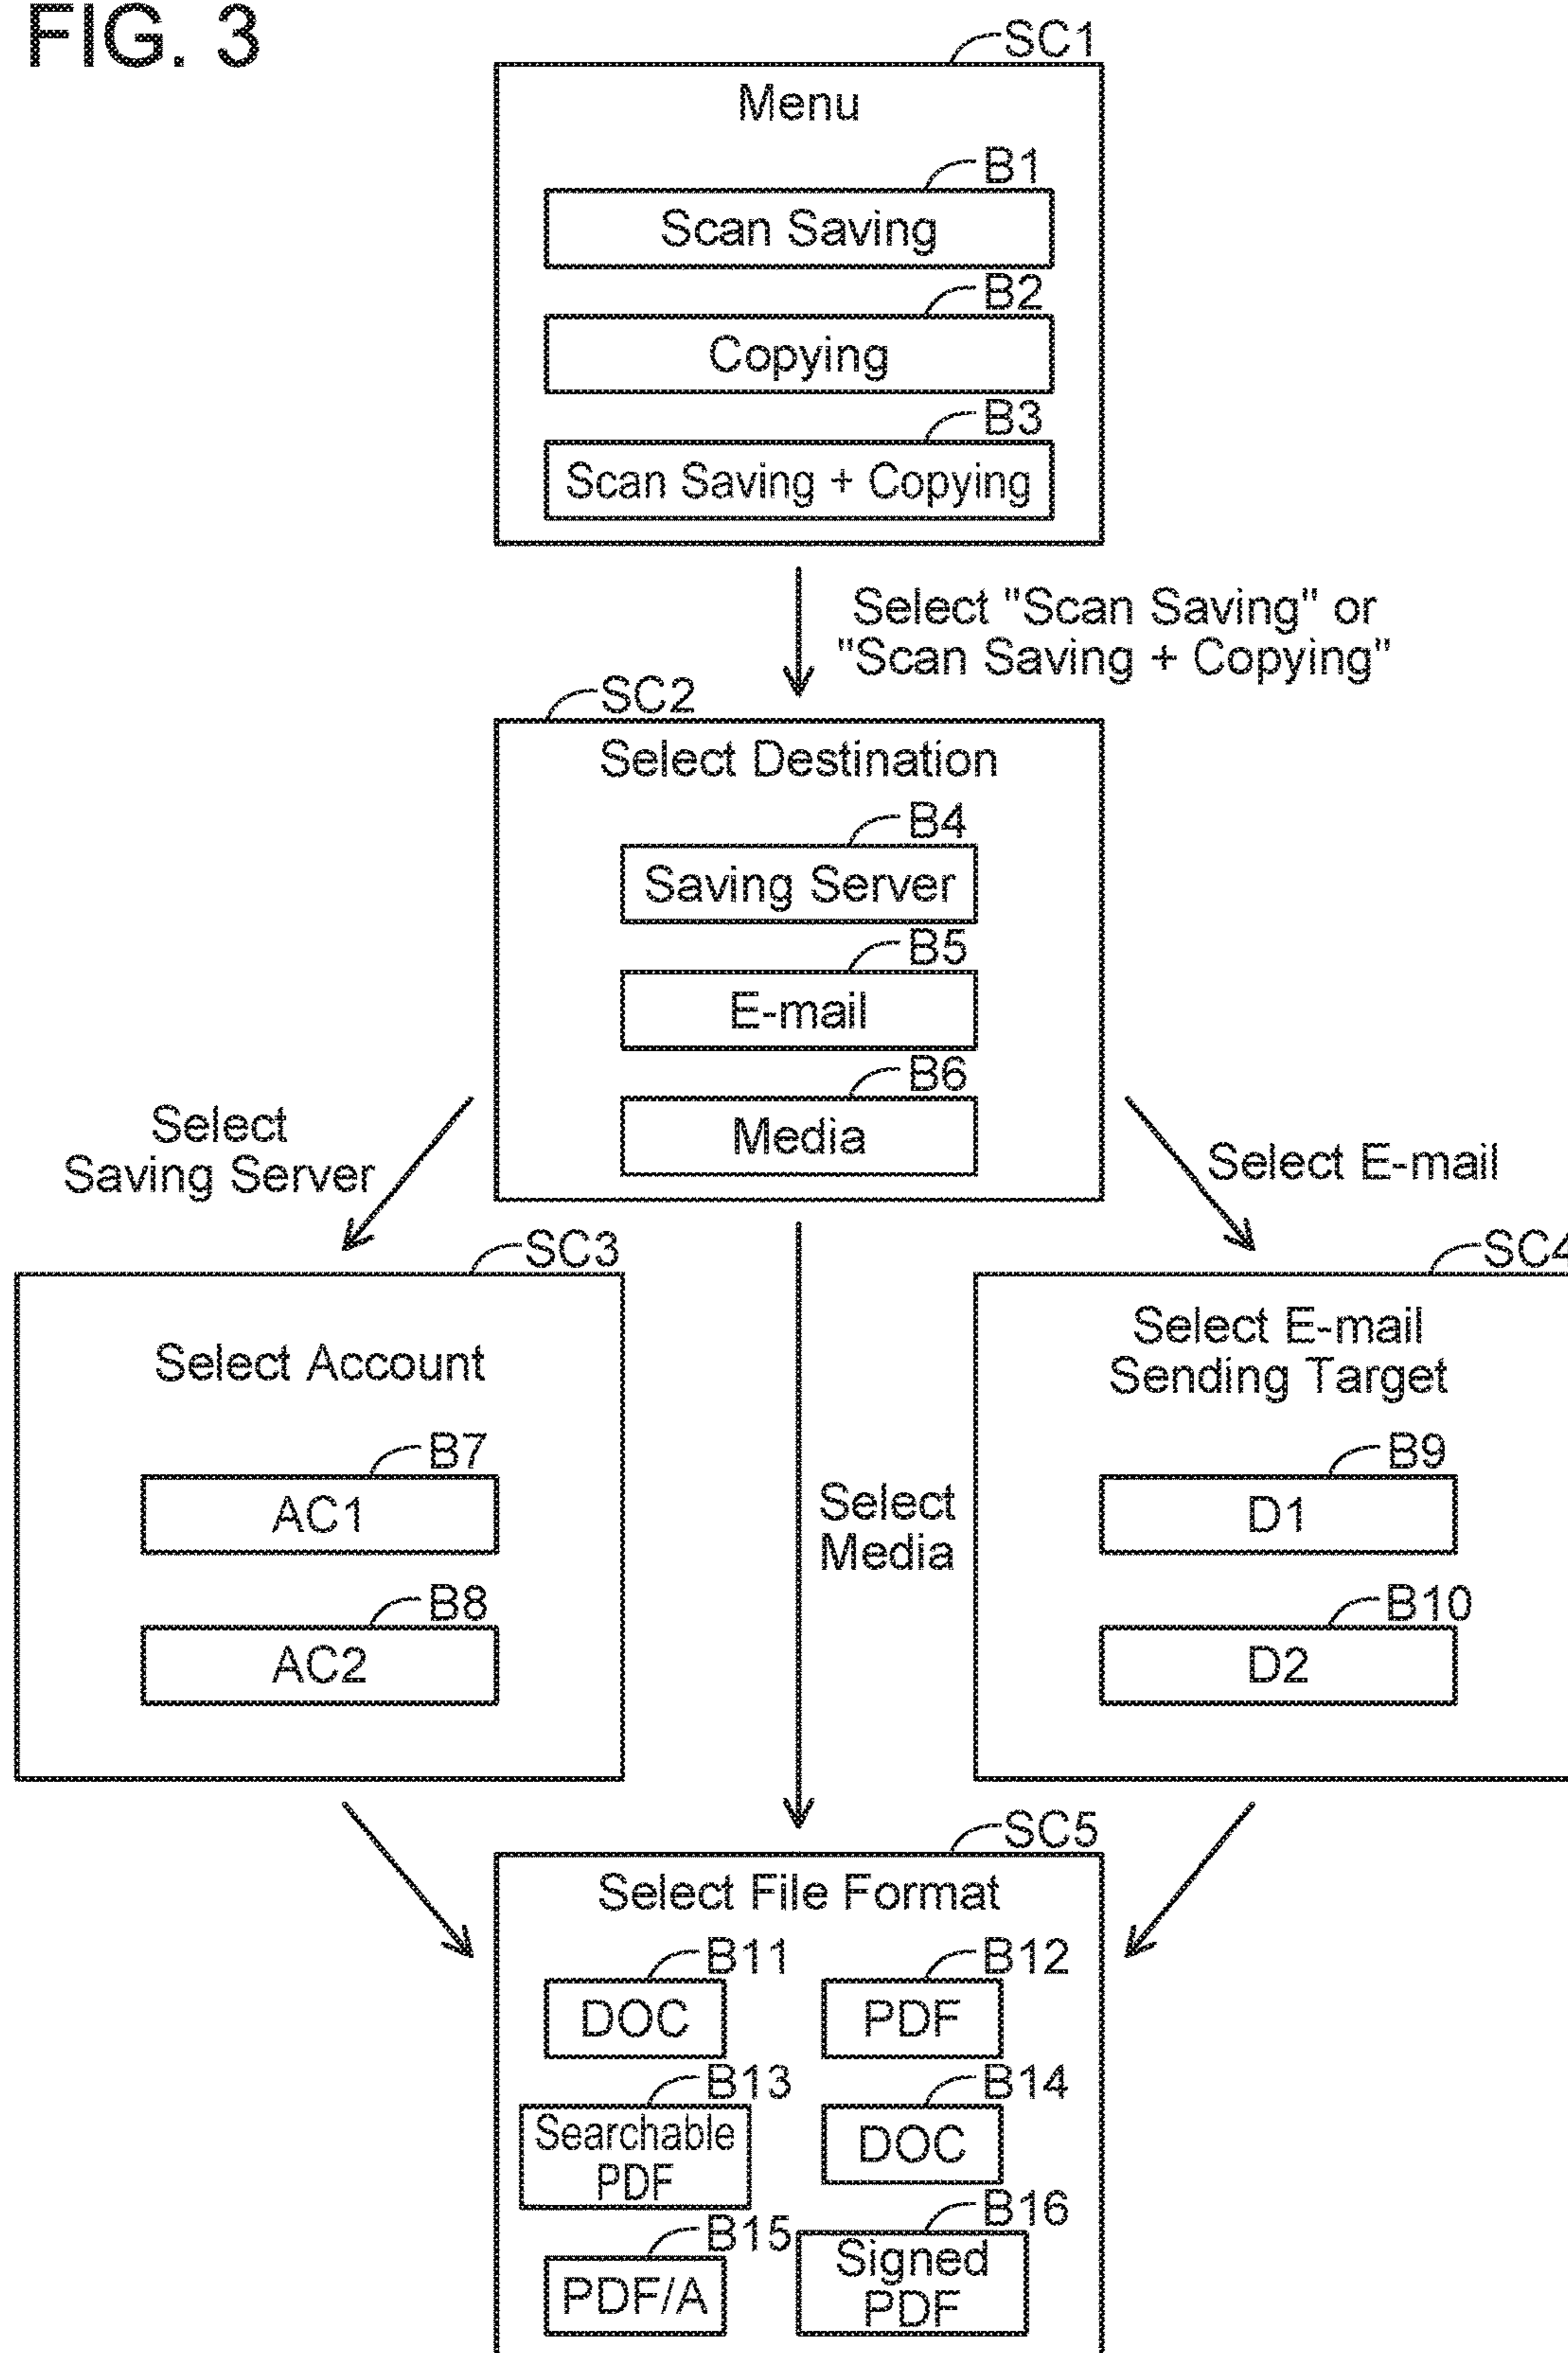 FIG. 3
SC1
Menu
B1
Scan Saving
B2
Copying
B3
Scan Saving + Copying
Select "Scan Saving" or
"Scan Saving + Copying"
SC2
Select Destination
B4
Saving Server
B5
E-mail
B6
Media
Select
Saving Server
Select E-mail
SC3
Select Account
B7
AC1
B8
AC2
Select
Media
SC4
Select E-mail
Sending Target
B9
D1
B10
D2
SC5
Select File Format
B11
DOC
B12
PDF
B13
Searchable
PDF
B14
DOC
B15
PDF/A
B16
Signed
PDF